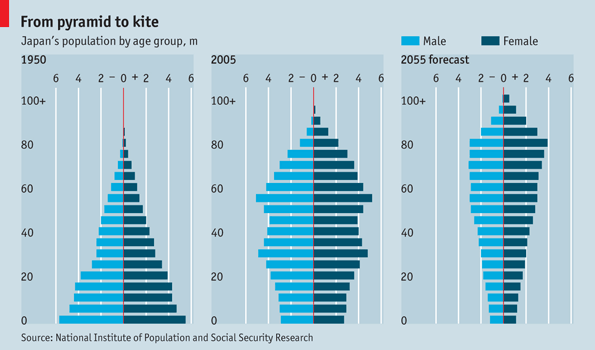 From pyramid to kite
Japan's population by age group, m
Male Female
1950 2005 2055 forecast
6 4 2 – 0 + 2 4 6 6 4 2 – 0 + 2 4 6 6 4 2 – 0 + 2 4 6
100+ 100+ 100+
80 80 80
60 60 60
40 40 40
20 20 20
0 0 0
Source: National Institute of Population and Social Security Research